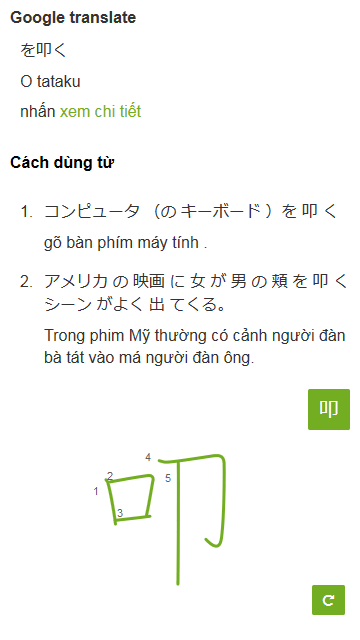 Google translate
を叩く
O tataku
nhấn xem chi tiết
Cách dùng từ
1. コンピュータ （の キーボード ）を 叩 く
gõ bàn phím máy tính .
2. アメリカ の 映画 に 女 が 男 の 頬 を 叩 く
シーン がよく 出 てくる。
Trong phim Mỹ thường có cảnh người đàn
bà tát vào má người đàn ông.
叩
4
2
5
1
3
叩